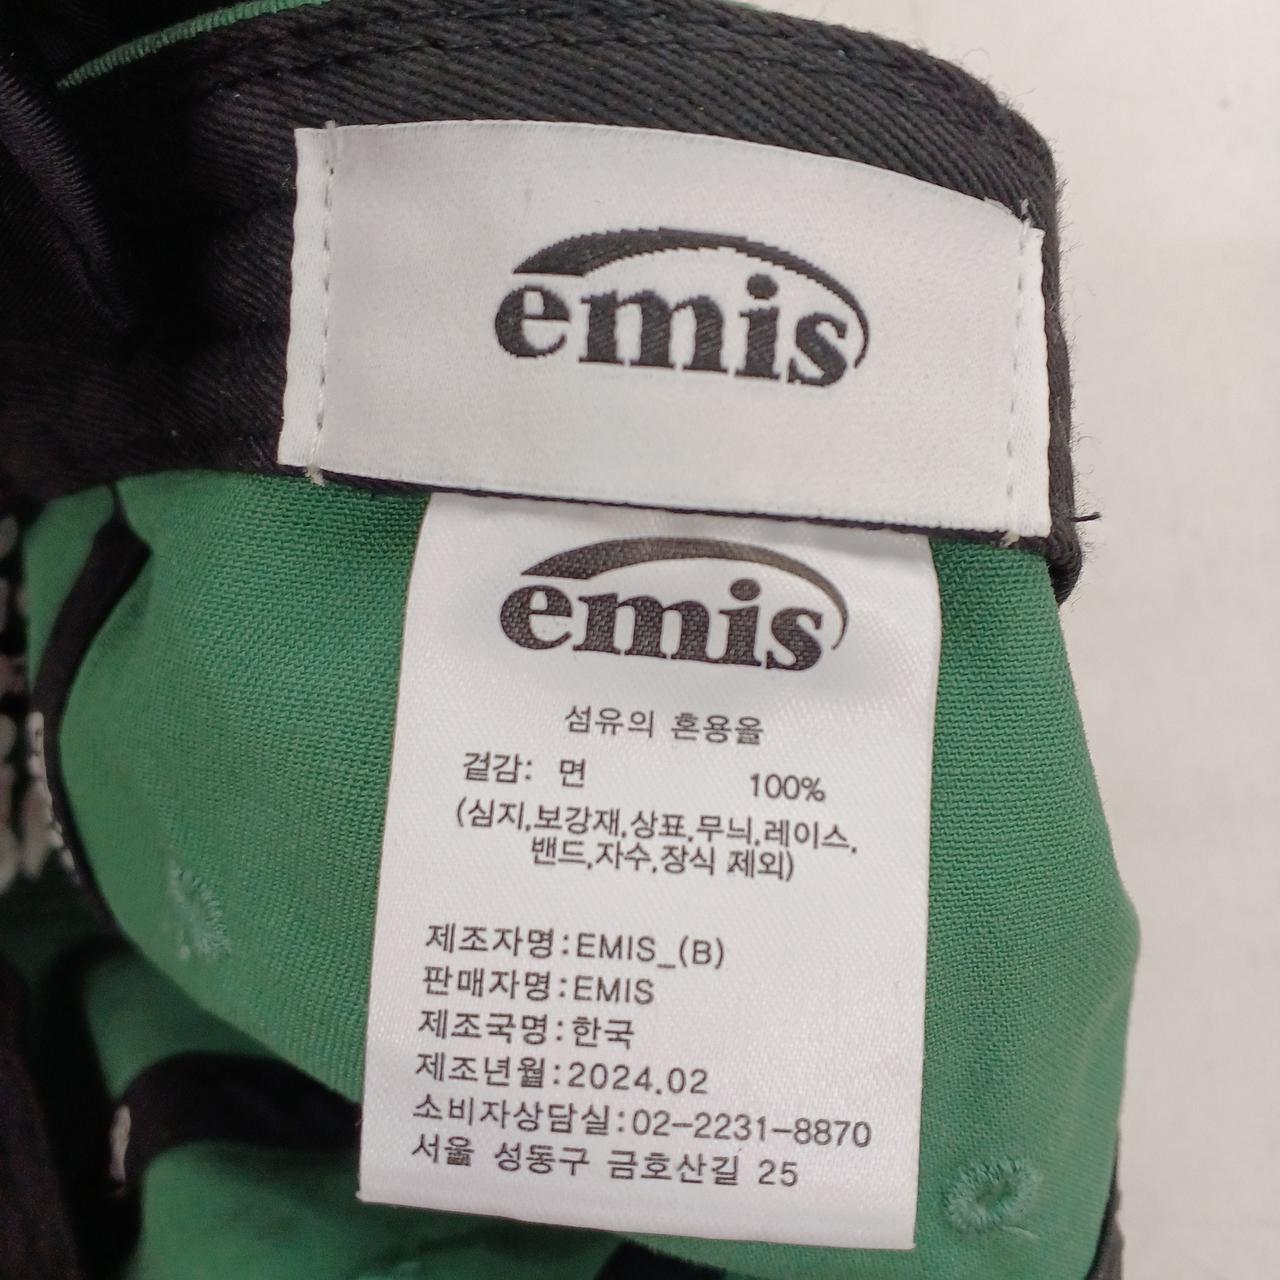 emis
emis
섬유의 혼용율
겉감: 면 100%
(심지,보강재,상표,무늬,레이스,
밴드,자수,장식 제외)
제조자명:EMIS_(B)
판매자명:EMIS
제조국명:한국
제조년월:2024.02
소비자상담실:02-2231-8870
서울 성동구 금호산길 25